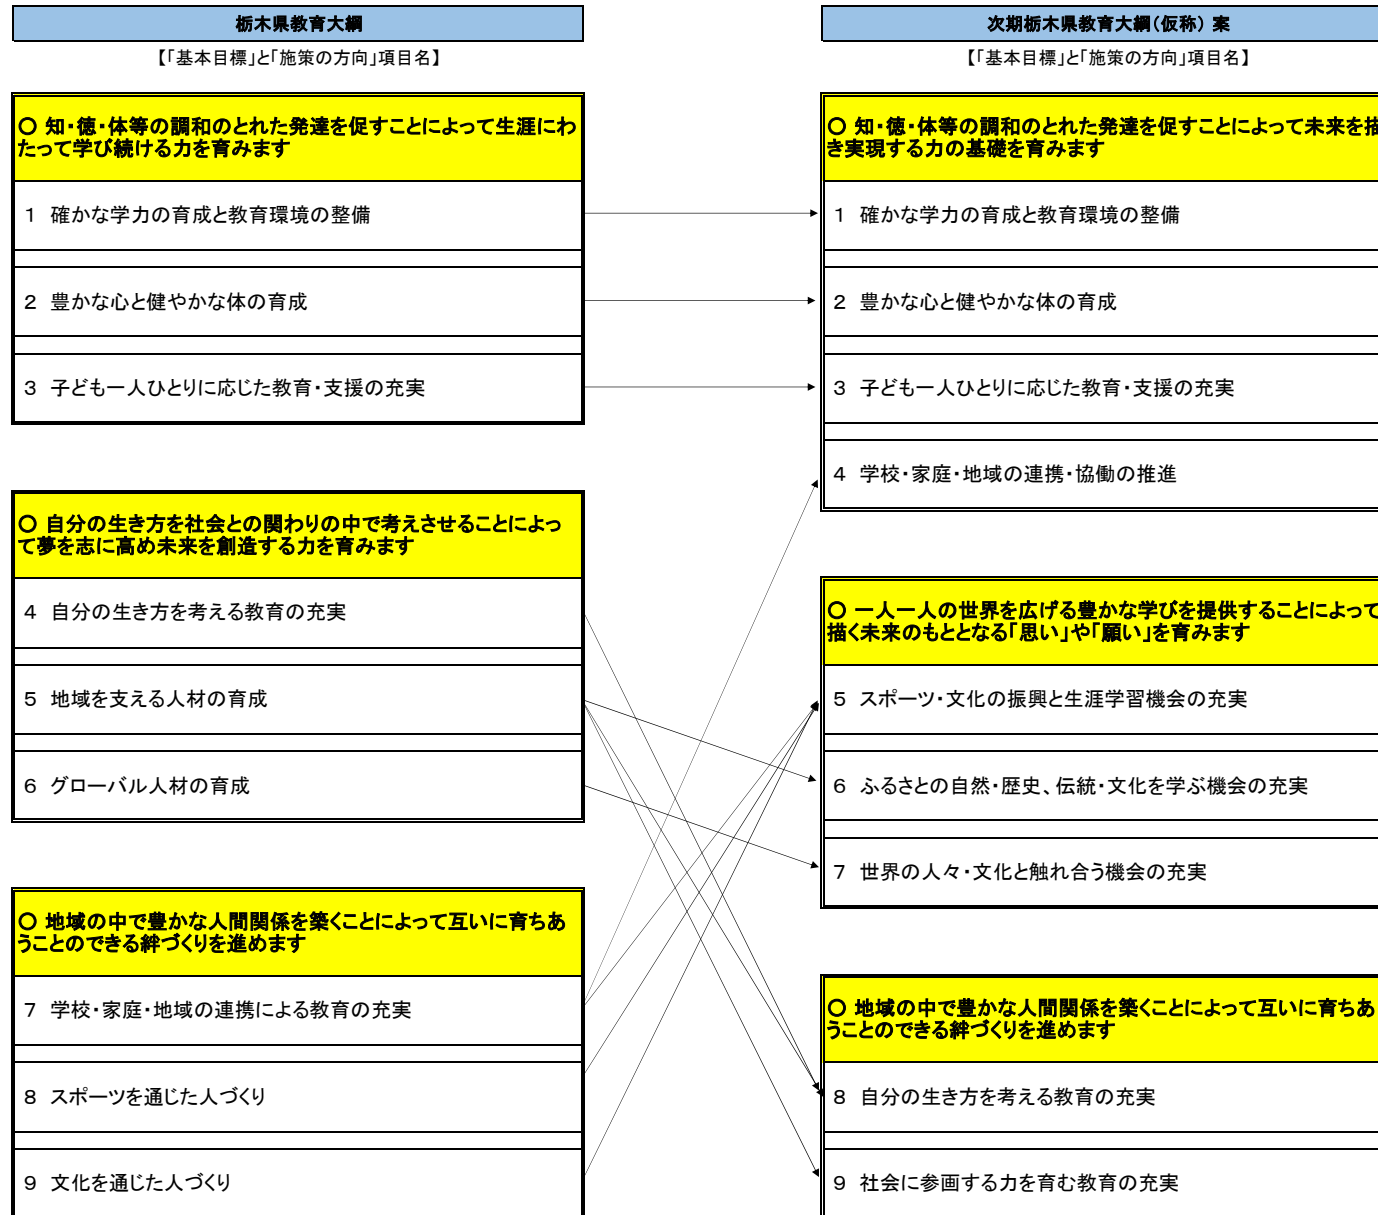 栃木県教育大綱
【「基本目標」と「施策の方向」項目名】
〇 知・徳・体等の調和のとれた発達を促すことによって生涯にわ
たって学び続ける力を育みます
1 確かな学力の育成と教育環境の整備
2 豊かな心と健やかな体の育成
3 子ども一人ひとりに応じた教育・支援の充実
〇 自分の生き方を社会との関わりの中で考えさせることによっ
て夢を志に高め未来を創造する力を育みます
4 自分の生き方を考える教育の充実
5 地域を支える人材の育成
6 グローバル人材の育成
〇 地域の中で豊かな人間関係を築くことによって互いに育ちあ
うことのできる絆づくりを進めます
7 学校・家庭・地域の連携による教育の充実
8 スポーツを通じた人づくり
9 文化を通じた人づくり
次期栃木県教育大綱(仮称) 案
【「基本目標」と「施策の方向」項目名】
〇 知・徳・体等の調和のとれた発達を促すことによって未来を描
き実現する力の基礎を育みます
1 確かな学力の育成と教育環境の整備
2 豊かな心と健やかな体の育成
3 子ども一人ひとりに応じた教育・支援の充実
4 学校・家庭・地域の連携・協働の推進
〇 一人一人の世界を広げる豊かな学びを提供することによって
描く未来のもととなる「思い」や「願い」を育みます
5 スポーツ・文化の振興と生涯学習機会の充実
6 ふるさとの自然・歴史、伝統・文化を学ぶ機会の充実
7 世界の人々・文化と触れ合う機会の充実
〇 地域の中で豊かな人間関係を築くことによって互いに育ちあ
うことのできる絆づくりを進めます
8 自分の生き方を考える教育の充実
9 社会に参画する力を育む教育の充実